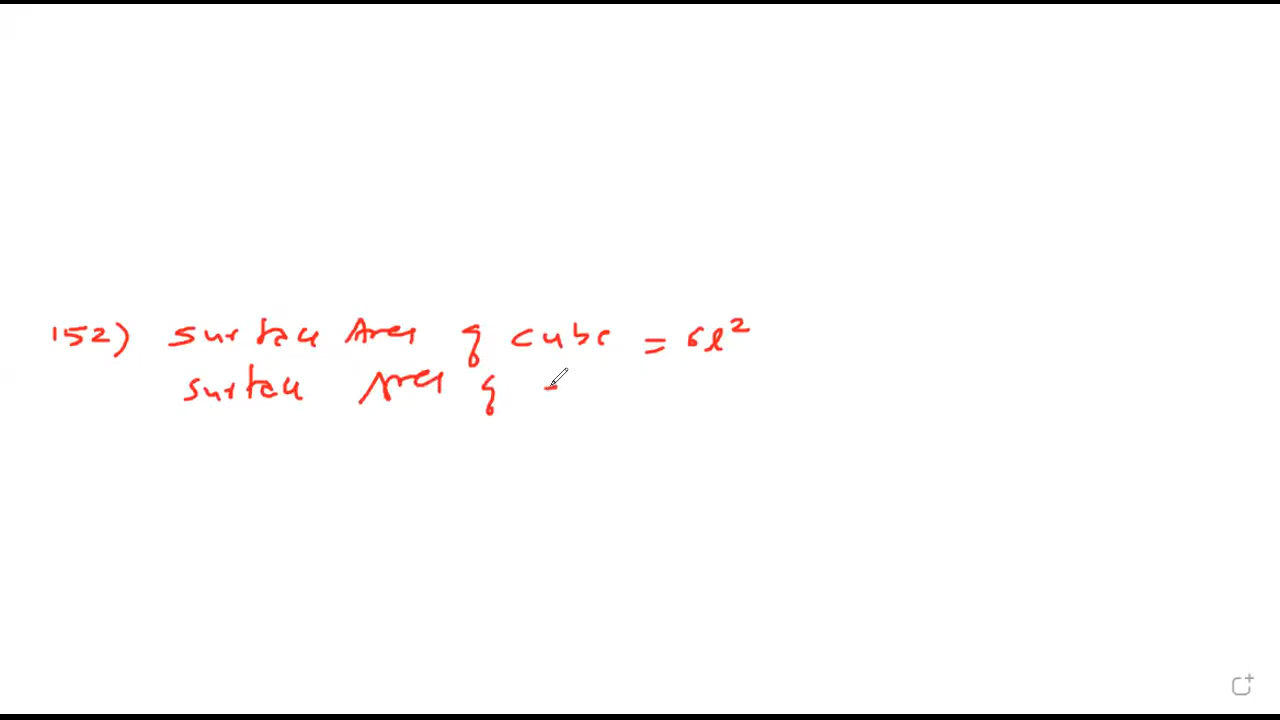 152) Surface Area of cube = 6l²
Surface Area of -